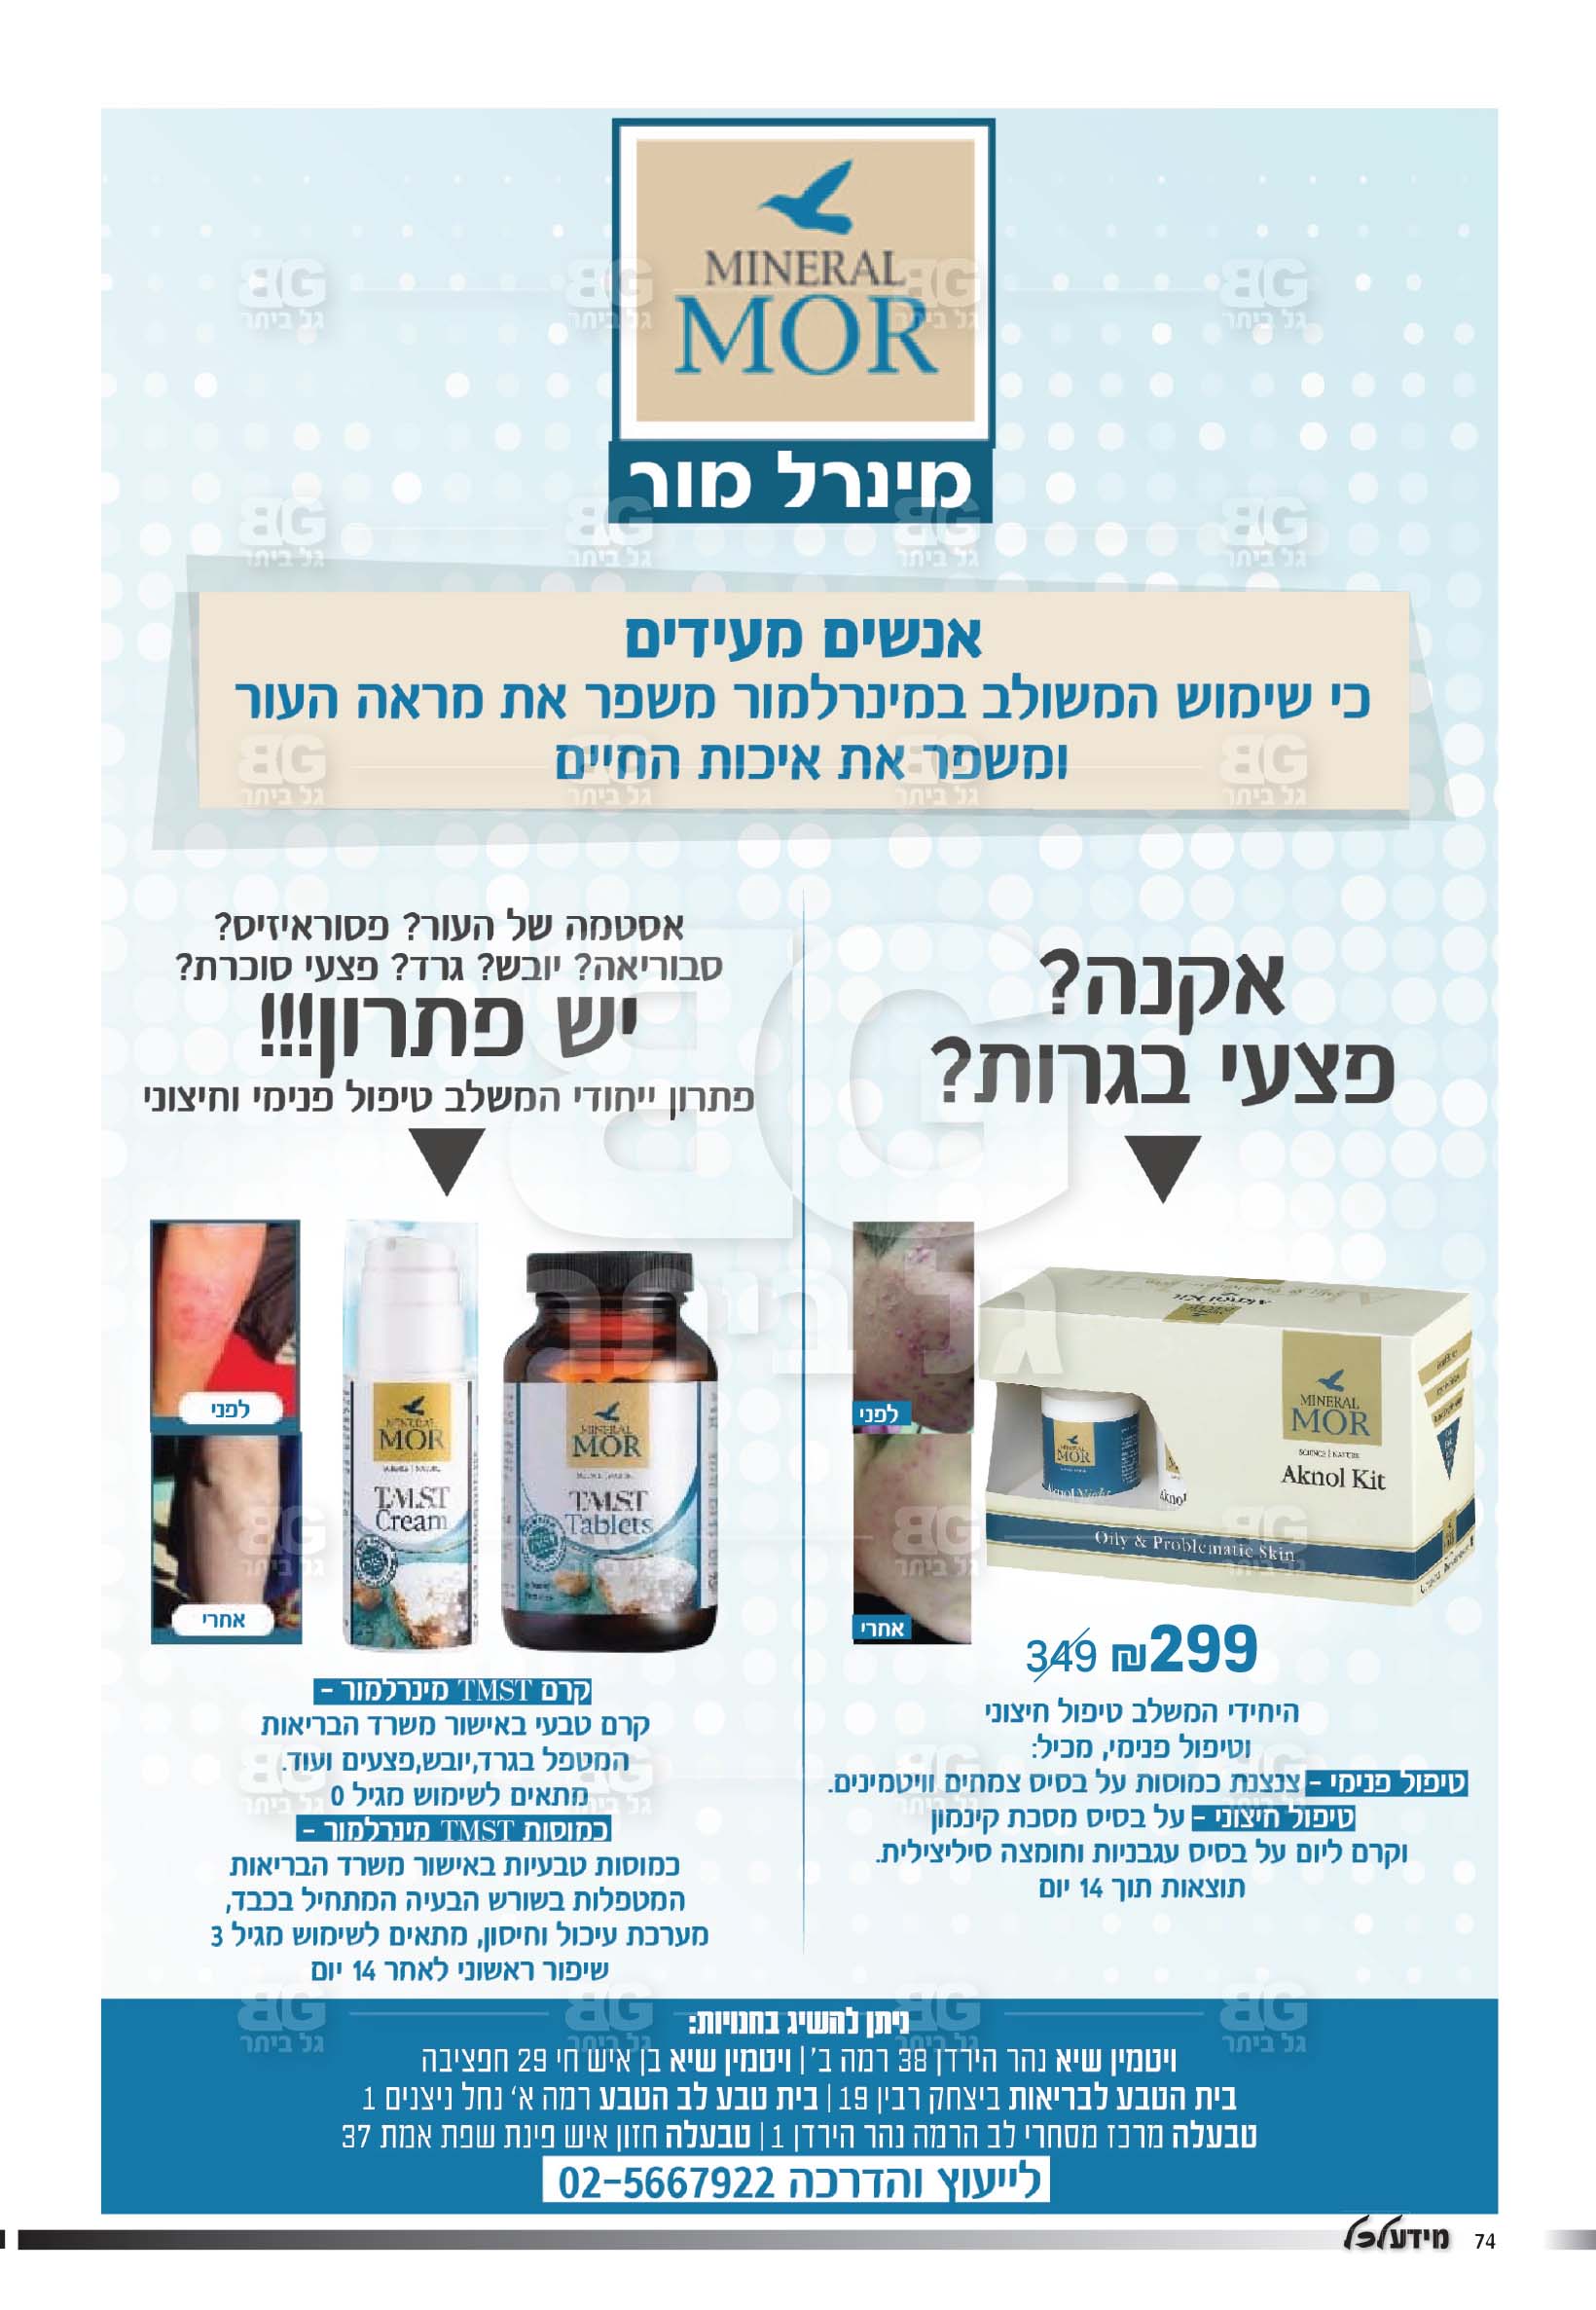 MINERAL
MOR
מינרל מור
אנשים מעידים
כי שימוש המשולב במינרלמור משפר את מראה העור
ומשפר את איכות החיים
אקנה?
פצעי בגרות?
לפני
אחרי
MINERAL
MOR
SCIENCE | NATURE
Aknol Kit
Oily & Problematic Skin
MINERAL
MOR
349 ₪299
היחידי המשלב טיפול חיצוני
וטיפול פנימי, מכיל:
טיפול פנימי - צנצנת כמוסות על בסיס צמחים וויטמינים.
טיפול חיצוני - על בסיס מסכת קינמון
וקרם ליום על בסיס עגבניות וחומצה סיליצילית.
תוצאות תוך 14 יום
אסטמה של העור? פסוראיזיס?
סבוריאה? יובש? גרד? פצעי סוכרת?
יש פתרון!!!
פתרון ייחודי המשלב טיפול פנימי וחיצוני
לפני
אחרי
MINERAL
MOR
T.M.S.T
Cream
MINERAL
MOR
T.M.S.T
Tablets
קרם TMST מינרלמור -
קרם טבעי באישור משרד הבריאות
המטפל בגרד,יובש,פצעים ועוד.
מתאים לשימוש מגיל 0
כמוסות TMST מינרלמור -
כמוסות טבעיות באישור משרד הבריאות
המטפלות בשורש הבעיה המתחיל בכבד,
מערכת עיכול וחיסון, מתאים לשימוש מגיל 3
שיפור ראשוני לאחר 14 יום
ניתן להשיג בחנויות:
ויטמין שיא נהר הירדן 38 רמה ב' | ויטמין שיא בן איש חי 29 חפציבה
בית הטבע לבריאות ביצחק רבין 19 | בית טבע לב הטבע רמה א' נחל ניצנים 1
טבעלה מרכז מסחרי לב הרמה נהר הירדן 1 | טבעלה חזון איש פינת שפת אמת 37
לייעוץ והדרכה 02-5667922
74 מידע לכל
BG
גל ביתר